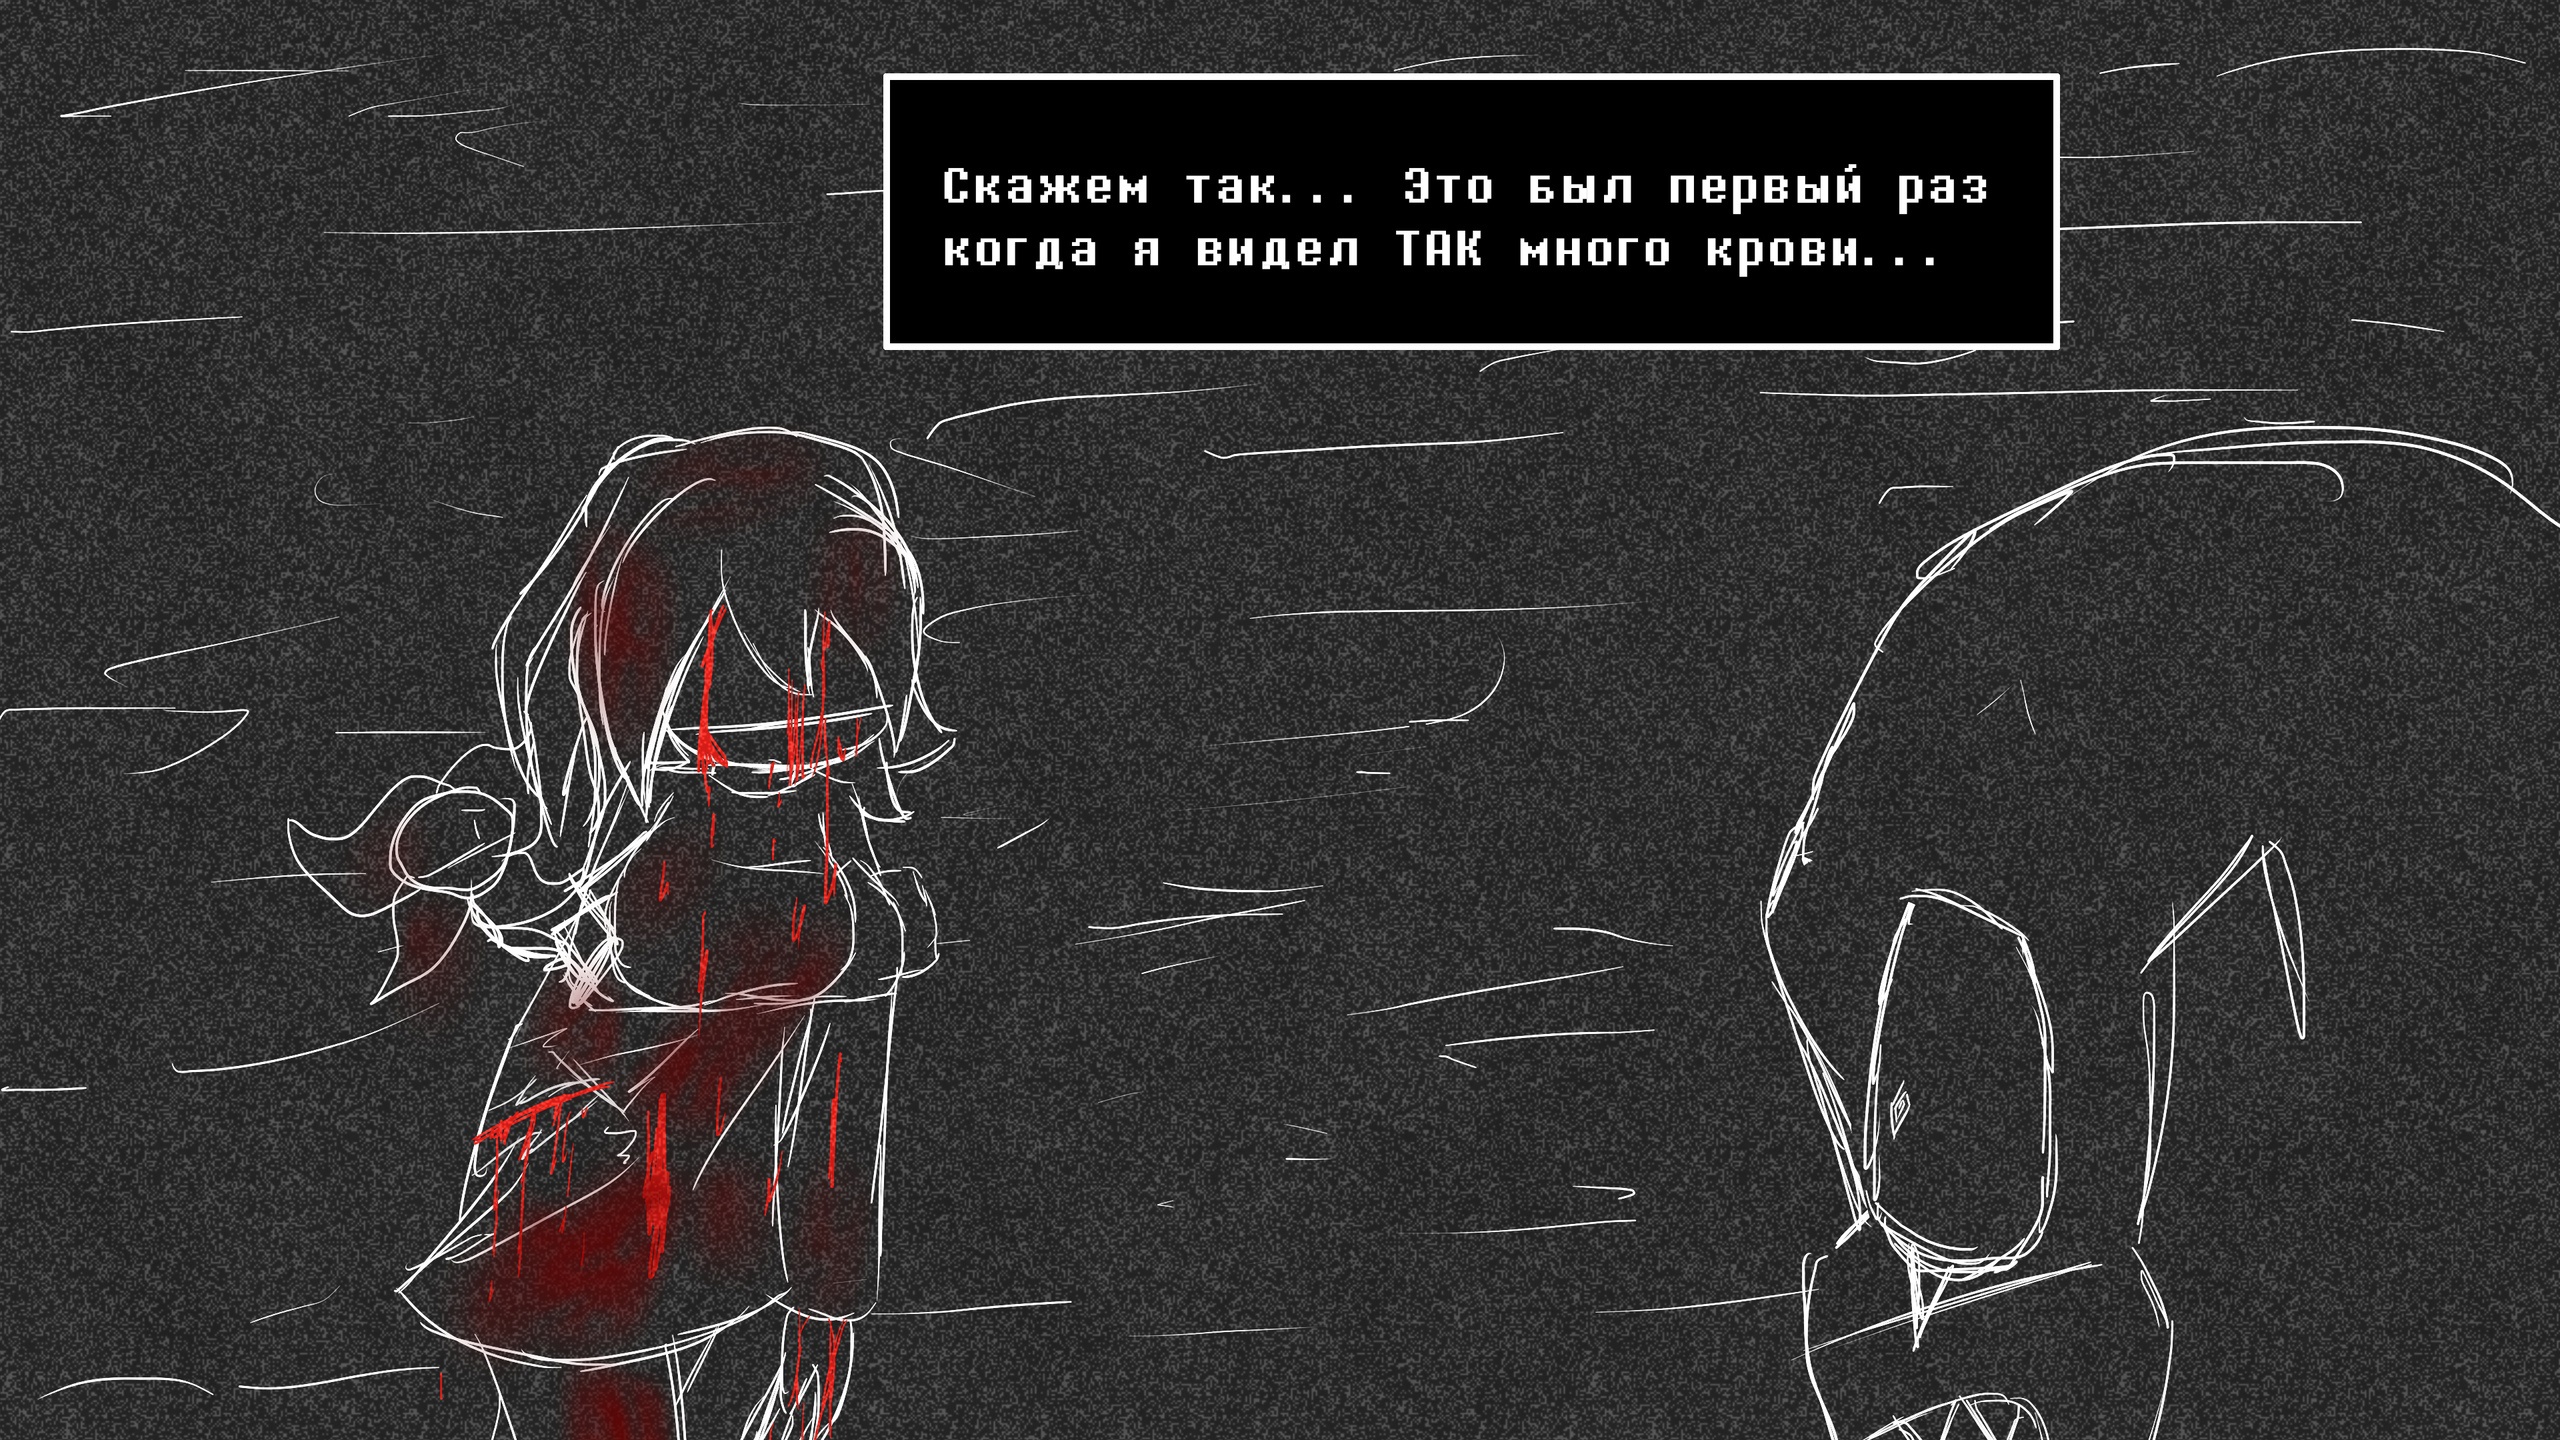 Скажем так... Это был первый раз
когда я видел ТАК много крови...